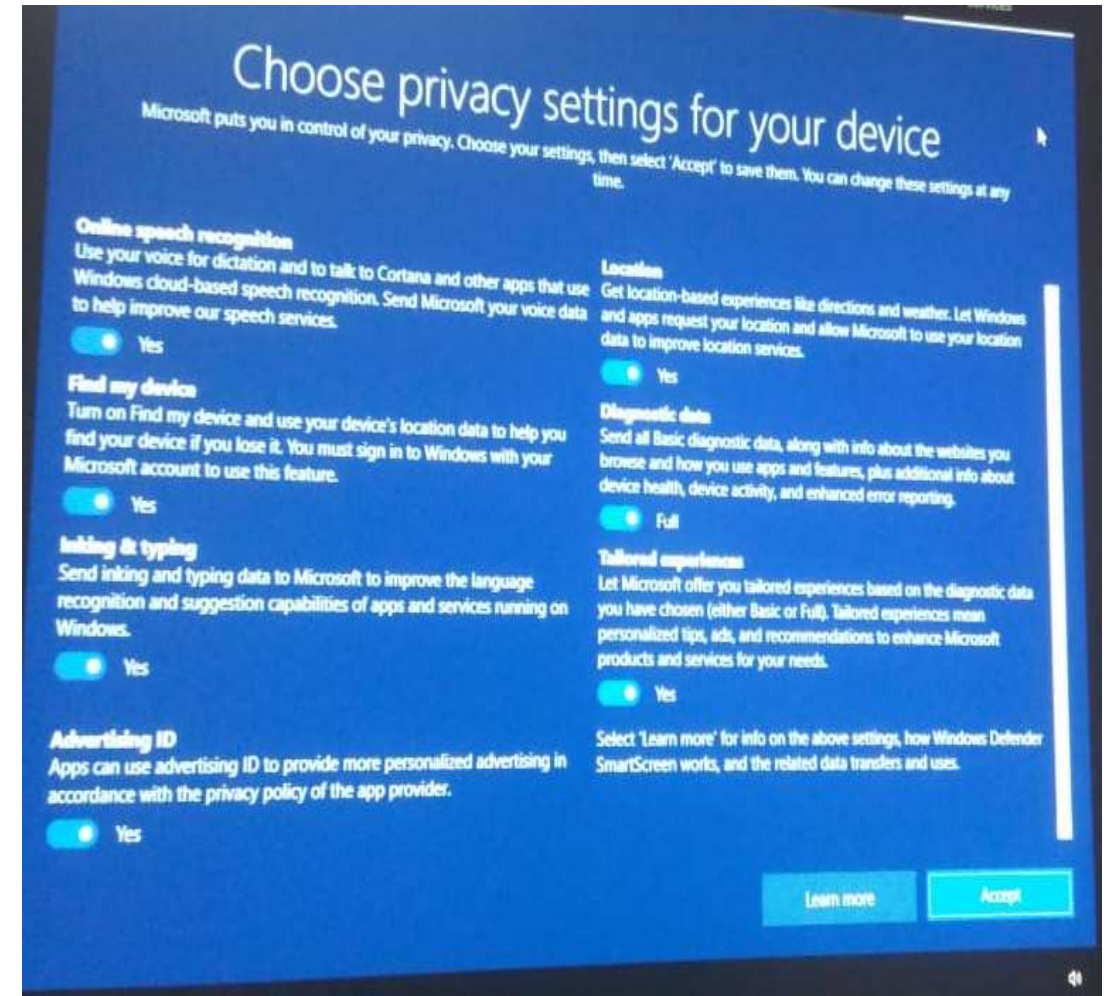 Choose privacy settings for your device
Microsoft puts you in control of your privacy. Choose your settings, then select 'Accept' to save them. You can change these settings at any
time.
Online speech recognition
Use your voice for dictation and to talk to Cortana and other apps that use
Windows cloud-based speech recognition. Send Microsoft your voice data
to help improve our speech services.
Yes
Find my device
Turn on Find my device and use your device's location data to help you
find your device if you lose it. You must sign in to Windows with your
Microsoft account to use this feature.
Yes
Inking & typing
Send inking and typing data to Microsoft to improve the language
recognition and suggestion capabilities of apps and services running on
Windows.
Yes
Advertising ID
Apps can use advertising ID to provide more personalized advertising in
accordance with the privacy policy of the app provider.
Yes
Location
Get location-based experiences like directions and weather. Let Windows
and apps request your location and allow Microsoft to use your location
data to improve location services.
Yes
Diagnostic data
Send all Basic diagnostic data, along with info about the websites you
browse and how you use apps and features, plus additional info about
device health, device activity, and enhanced error reporting.
Full
Tailored experiences
Let Microsoft offer you tailored experiences based on the diagnostic data
you have chosen (either Basic or Full). Tailored experiences mean
personalized tips, ads, and recommendations to enhance Microsoft
products and services for your needs.
Yes
Select 'Learn more' for info on the above settings, how Windows Defender
SmartScreen works, and the related data transfers and uses.
Learn more
Accept